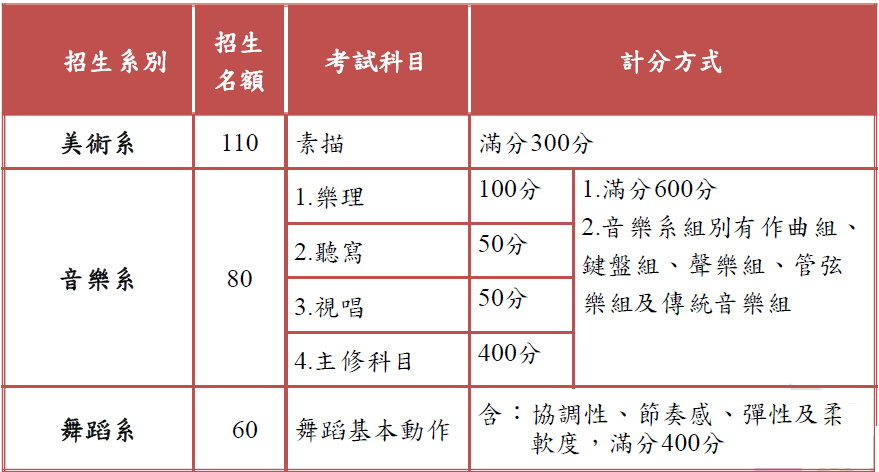 招生系別
招生
名額
考試科目
計分方式
美術系
110
素描
滿分300分
音樂系
80
1.樂理
100分
2.聽寫
50分
3.視唱
50分
4.主修科目
400分
1.滿分600分
2.音樂系組別有作曲組、
鍵盤組、聲樂組、管弦
樂組及傳統音樂組
舞蹈系
60
舞蹈基本動作
含：協調性、節奏感、彈性及柔
軟度，滿分400分